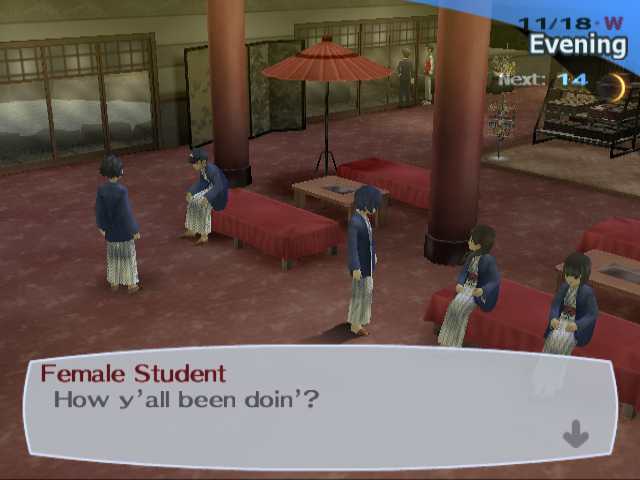 11/18・W
Evening
Next: 14
Female Student
How y'all been doin'?